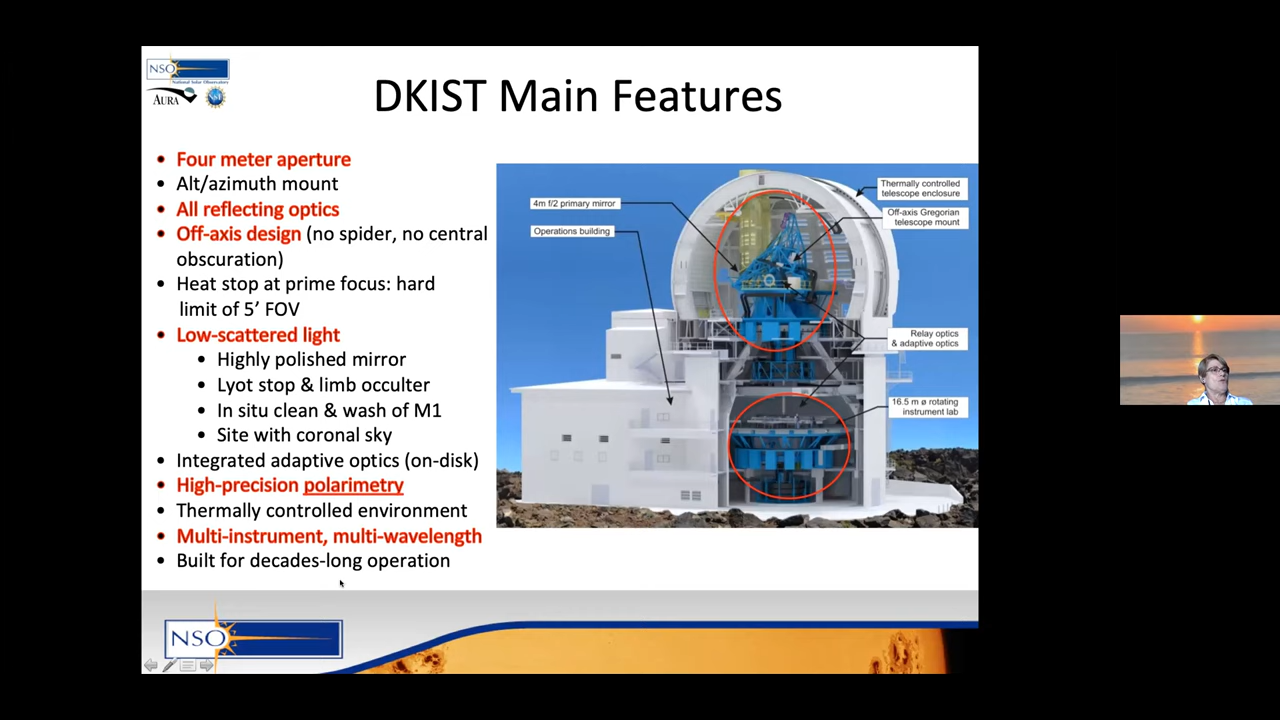 NSO
National Solar Observatory
AURA
NSF
DKIST Main Features
• Four meter aperture
• Alt/azimuth mount
• All reflecting optics
• Off-axis design (no spider, no central
obscuration)
• Heat stop at prime focus: hard
limit of 5’ FOV
• Low-scattered light
• Highly polished mirror
• Lyot stop & limb occulter
• In situ clean & wash of M1
• Site with coronal sky
• Integrated adaptive optics (on-disk)
• High-precision polarimetry
• Thermally controlled environment
• Multi-instrument, multi-wavelength
• Built for decades-long operation
4m f/2 primary mirror
Operations building
Thermally controlled
telescope enclosure
Off-axis Gregorian
telescope mount
Relay optics
& adaptive optics
16.5 m ø rotating
instrument lab
NSO